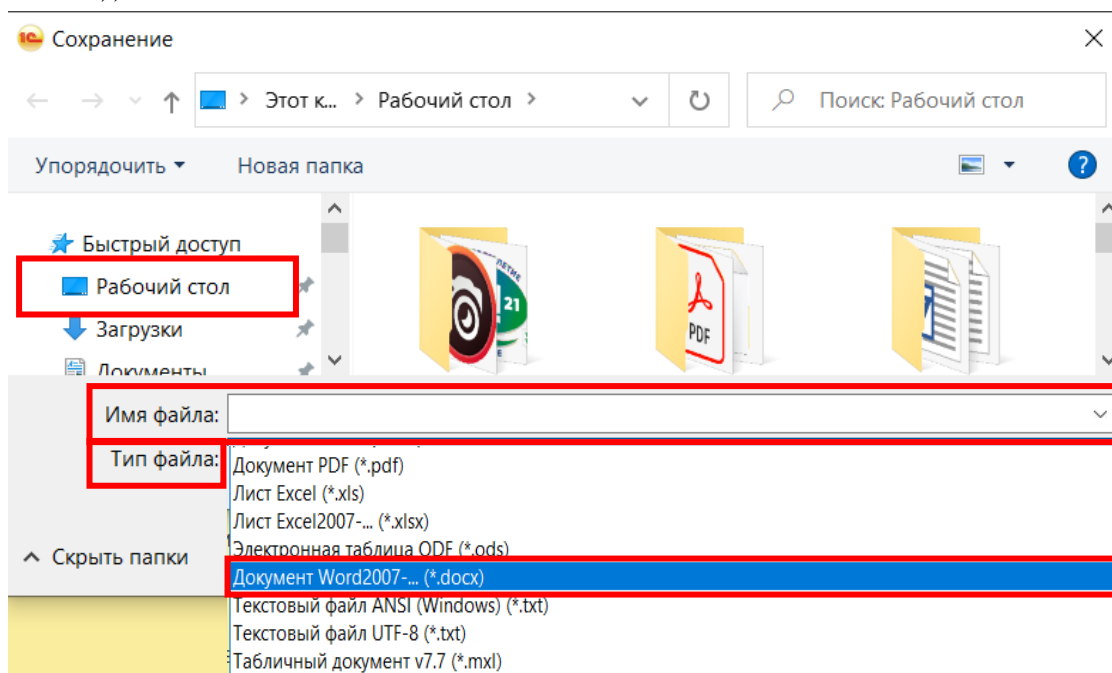 1С Сохранение
Этот к... Рабочий стол
Поиск: Рабочий стол
Упорядочить Новая папка
?
Быстрый доступ
Рабочий стол
Загрузки
Документы
21
PDF
W
Имя файла:
Тип файла:
Документ PDF (*.pdf)
Лист Excel (*.xls)
Лист Excel2007-... (*.xlsx)
Электронная таблица ODF (*.ods)
Скрыть папки
Документ Word2007-... (*.docx)
Текстовый файл ANSI (Windows) (*.txt)
Текстовый файл UTF-8 (*.txt)
Табличный документ v7.7 (*.mxl)